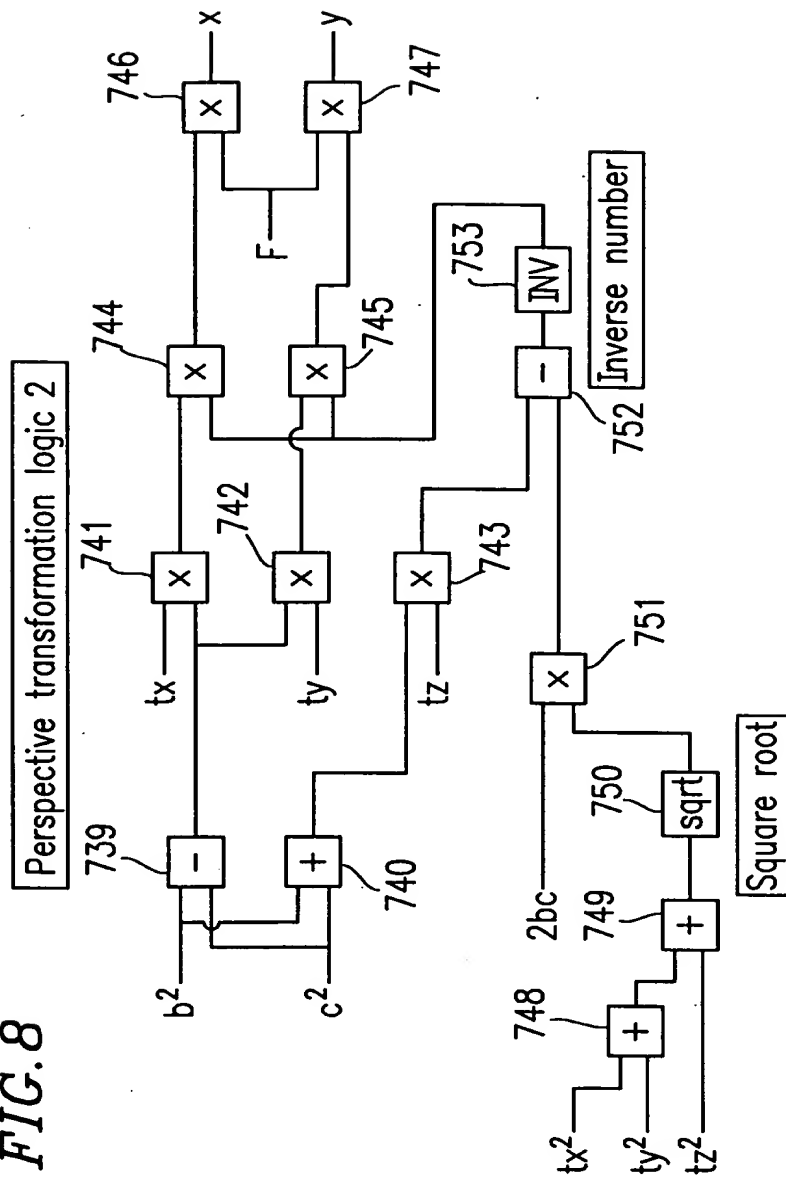 FIG. 8
Perspective transformation logic 2
b²
c²
739
-
740
+
tx
ty
tz
741
x
742
x
743
x
744
x
745
x
F
746
x
747
x
x
y
tx²
ty²
tz²
748
+
749
+
750
sqrt
Square root
2bc
751
x
752
-
753
INV
Inverse number